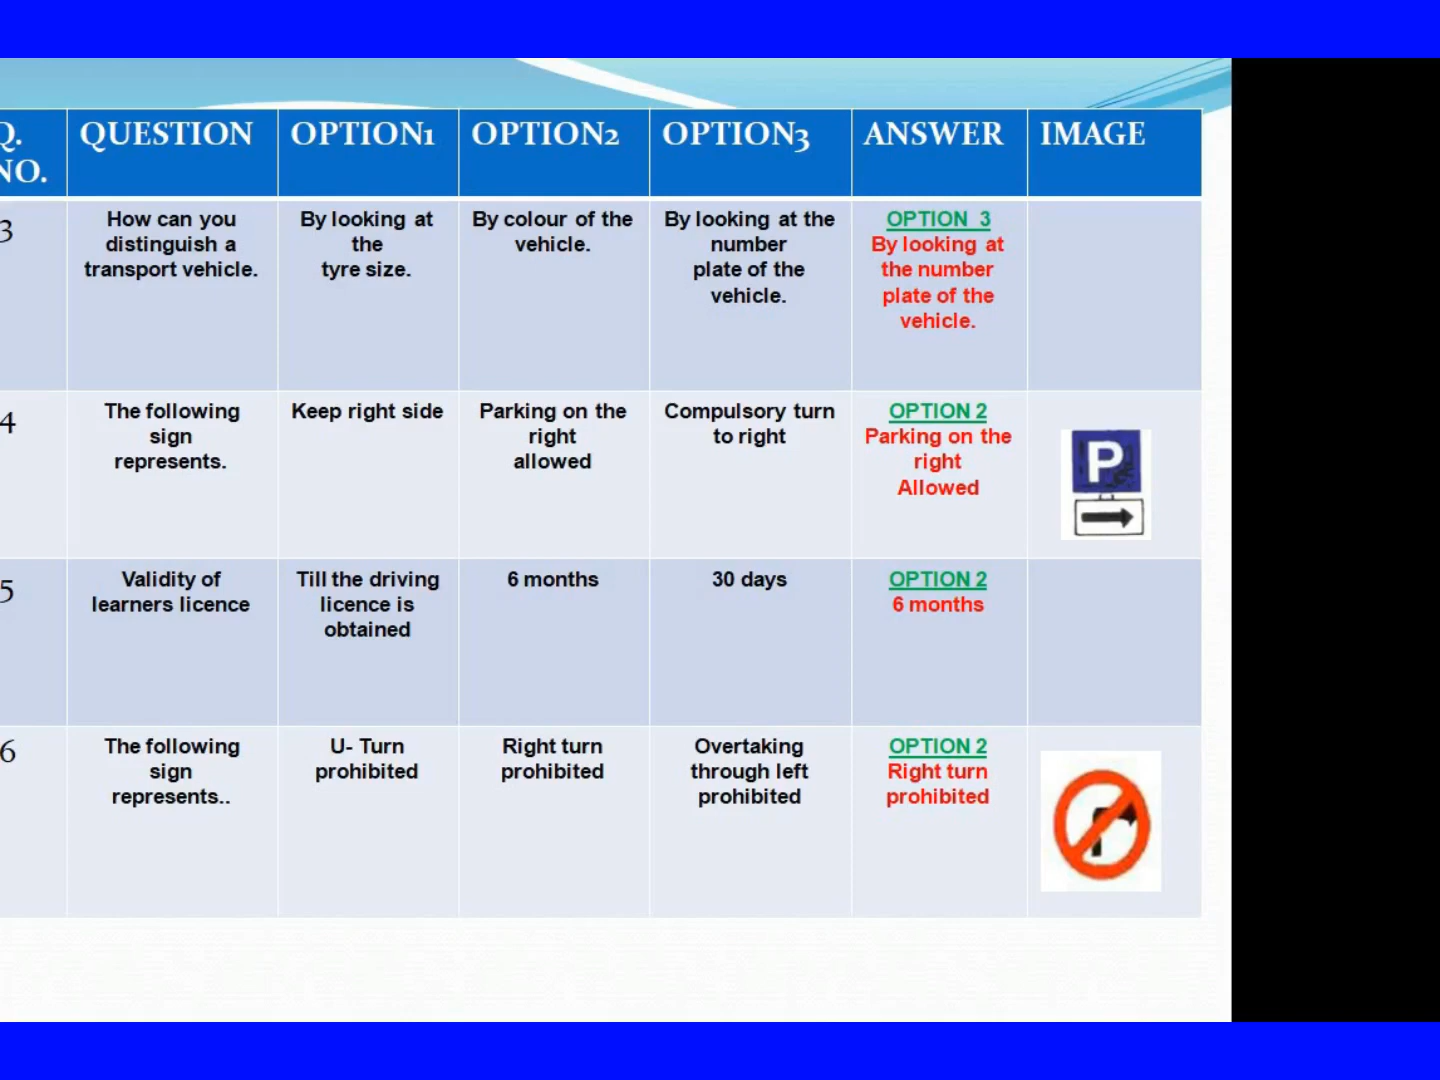 Q. NO.
QUESTION
OPTION1
OPTION2
OPTION3
ANSWER
IMAGE
3
How can you
distinguish a
transport vehicle.
By looking at
the
tyre size.
By colour of the
vehicle.
By looking at the
number
plate of the
vehicle.
OPTION 3
By looking at
the number
plate of the
vehicle.
4
The following
sign
represents.
Keep right side
Parking on the
right
allowed
Compulsory turn
to right
OPTION 2
Parking on the
right
Allowed
P
5
Validity of
learners licence
Till the driving
licence is
obtained
6 months
30 days
OPTION 2
6 months
6
The following
sign
represents..
U- Turn
prohibited
Right turn
prohibited
Overtaking
through left
prohibited
OPTION 2
Right turn
prohibited